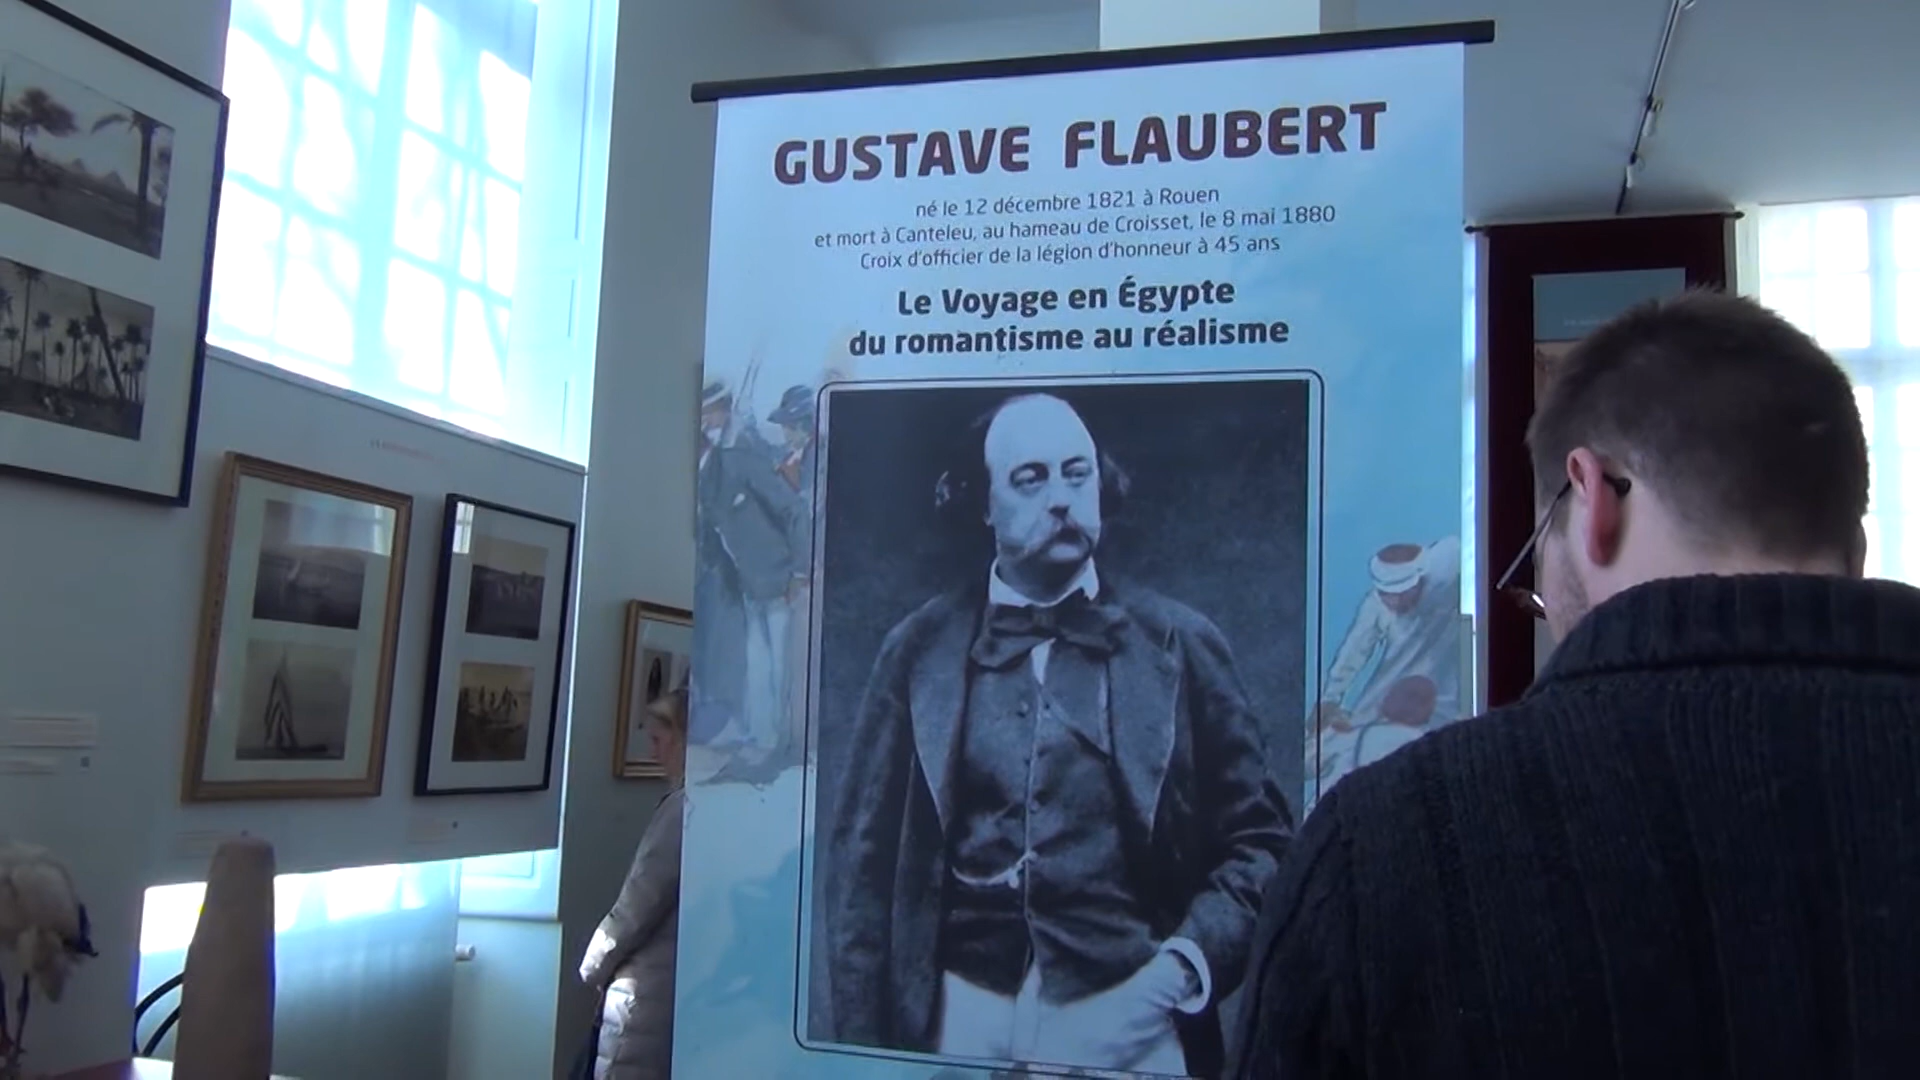 GUSTAVE FLAUBERT
né le 12 décembre 1821 à Rouen
et mort à Canteleu, au hameau de Croisset, le 8 mai 1880
Croix d'officier de la légion d'honneur à 45 ans
Le Voyage en Égypte
du romantisme au réalisme